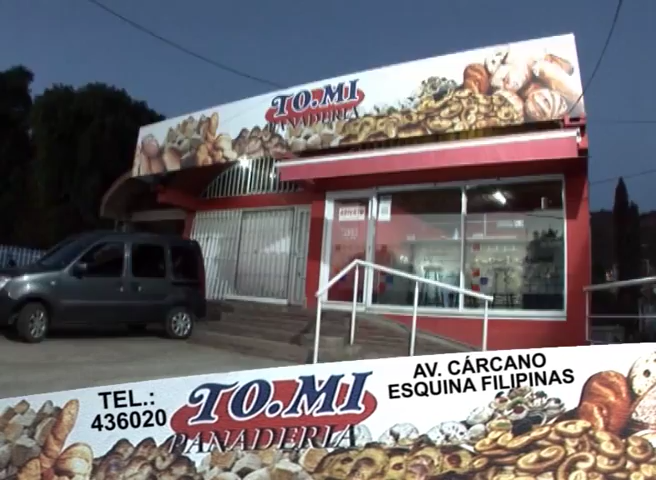 TO.MI
PANADERIA
TEL.:
436020
TO.MI
PANADERIA
AV. CÁRCANO
ESQUINA FILIPINAS